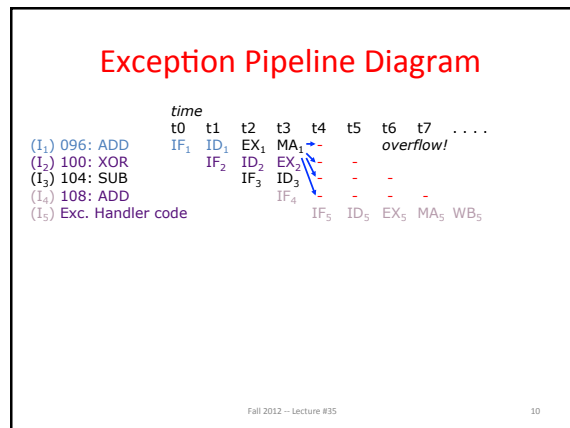 Exception Pipeline Diagram
time
t0 t1 t2 t3 t4 t5 t6 t7 . . . .
(I₁) 096: ADD IF₁ ID₁ EX₁ MA₁ - overflow!
(I₂) 100: XOR IF₂ ID₂ EX₂ - -
(I₃) 104: SUB IF₃ ID₃ - - -
(I₄) 108: ADD IF₄ - - - -
(I₅) Exc. Handler code IF₅ ID₅ EX₅ MA₅ WB₅
Fall 2012 -- Lecture #35 10